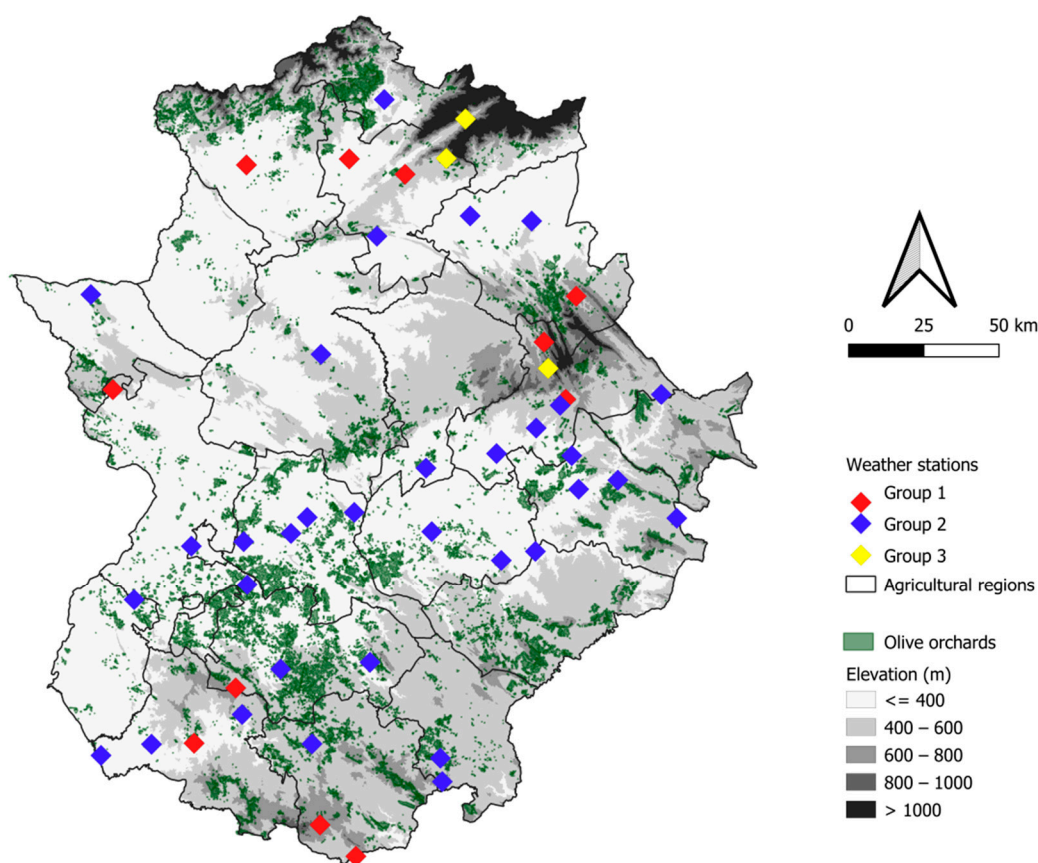 0 25 50 km
Weather stations
Group 1
Group 2
Group 3
Agricultural regions
Olive orchards
Elevation (m)
<= 400
400 – 600
600 – 800
800 – 1000
> 1000